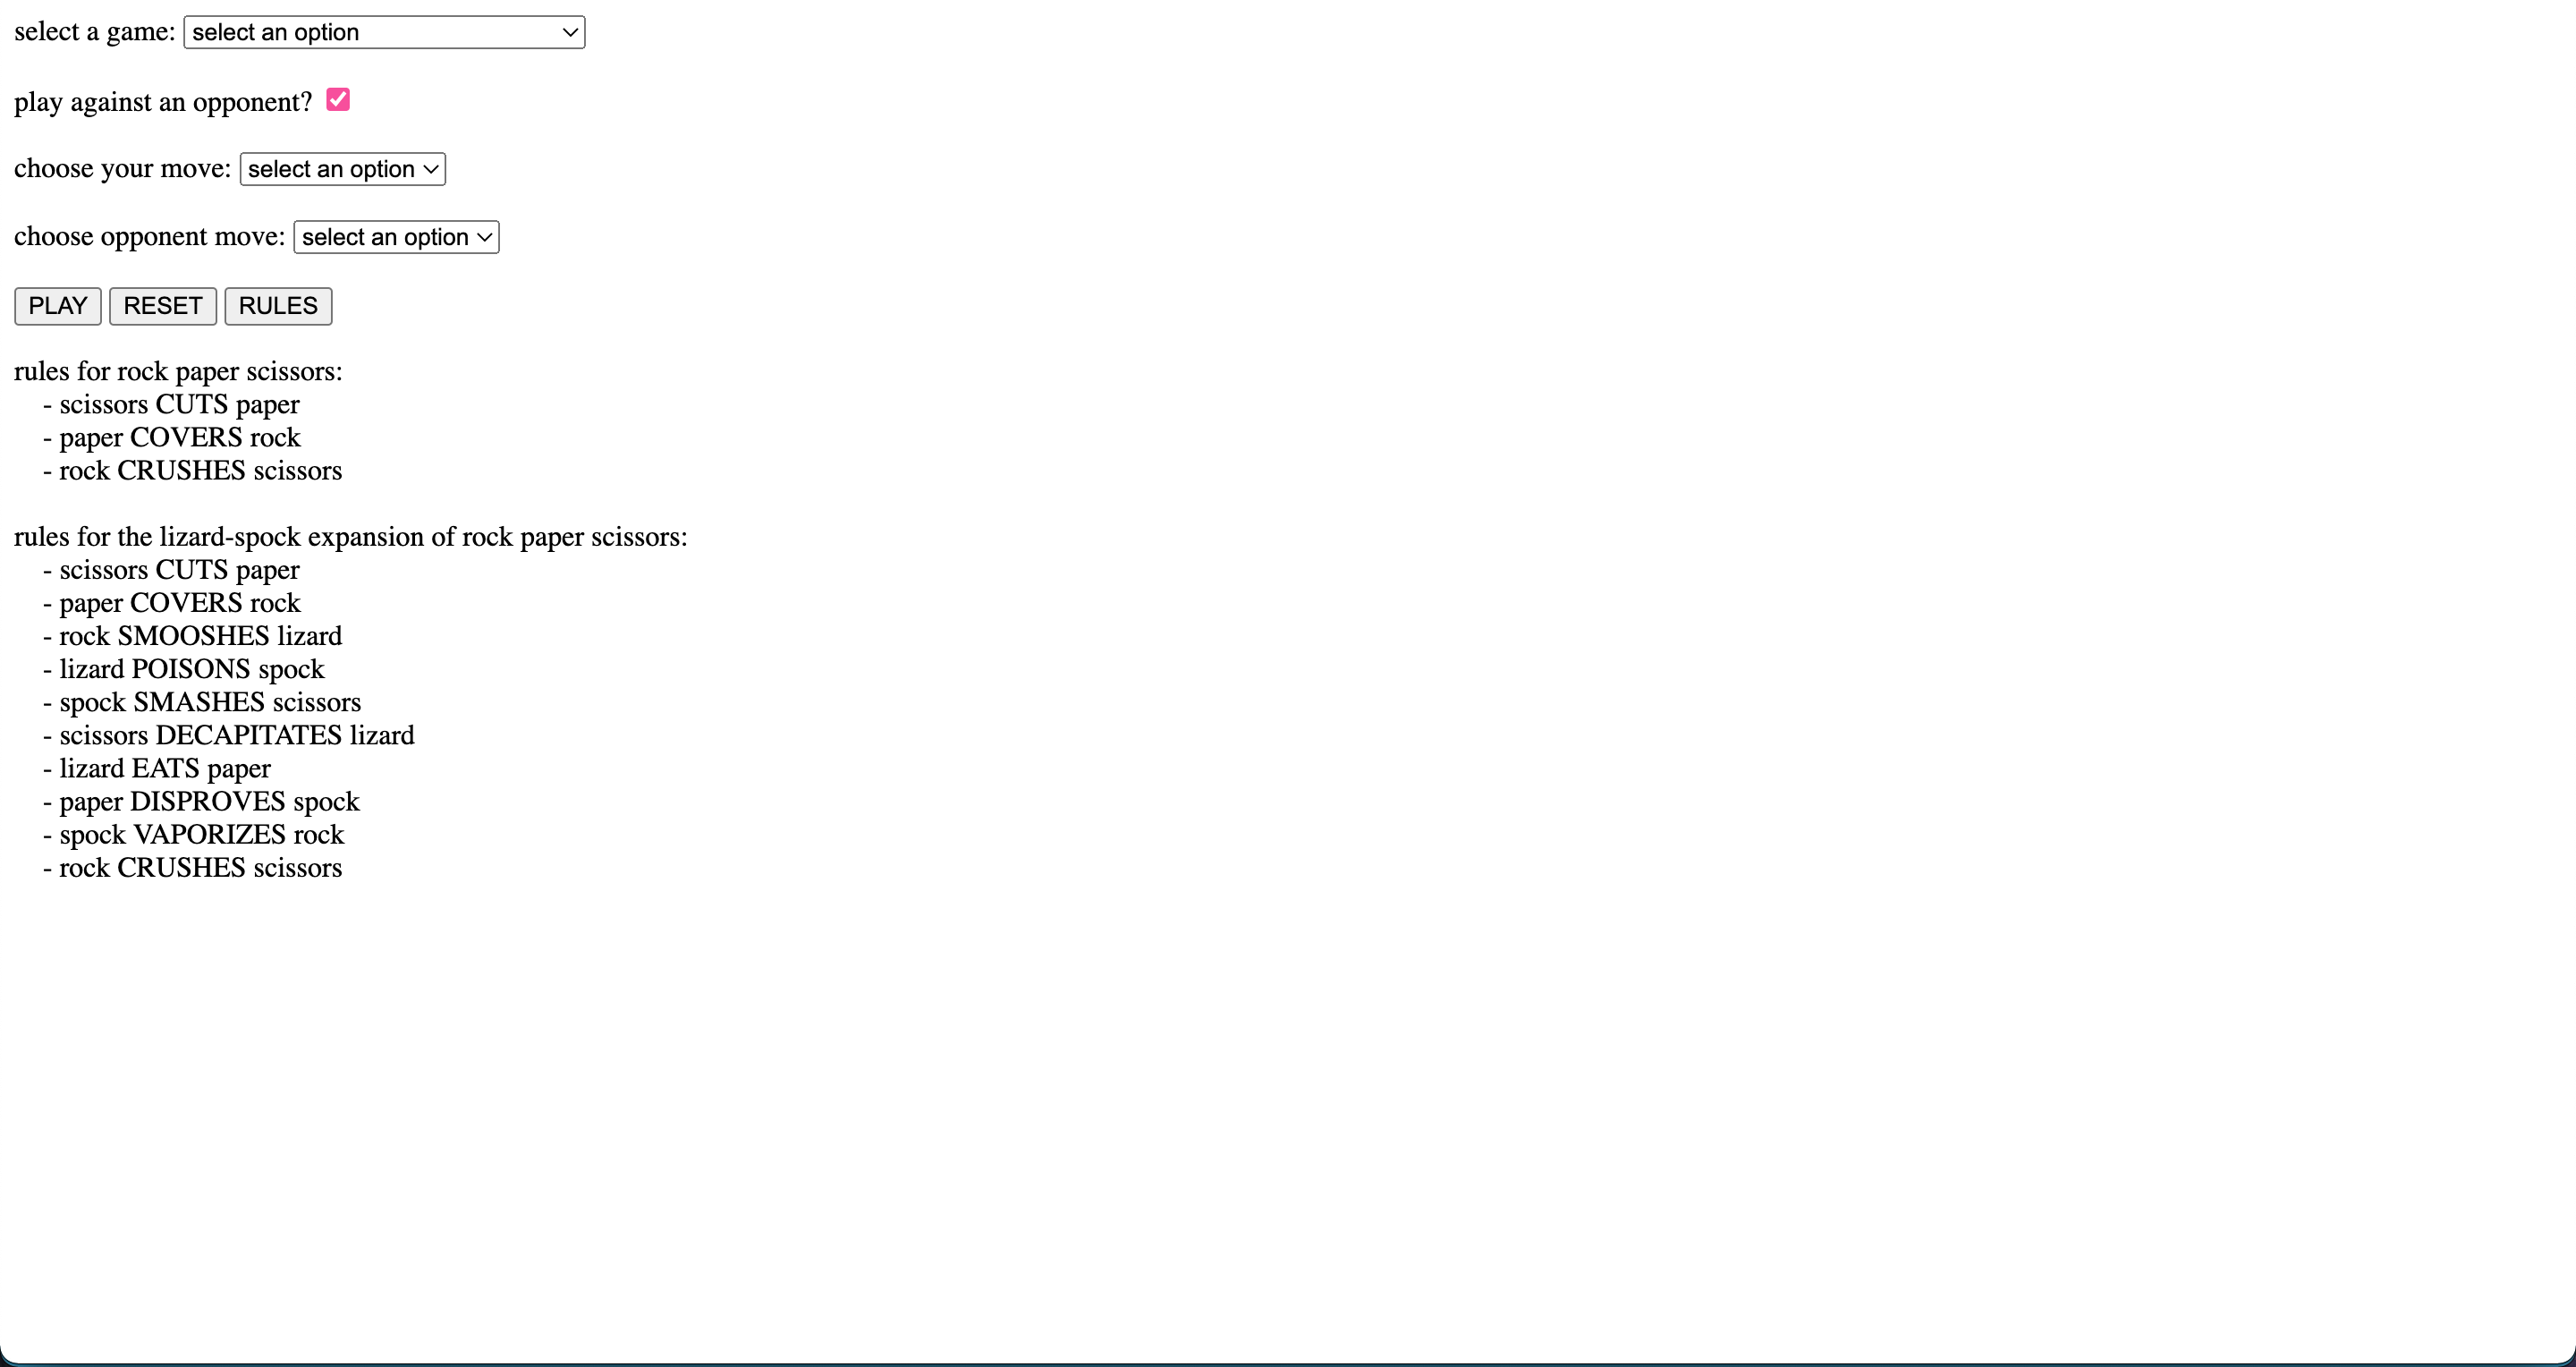 select a game: select an option
play against an opponent?
choose your move: select an option
choose opponent move: select an option
PLAY RESET RULES
rules for rock paper scissors:
- scissors CUTS paper
- paper COVERS rock
- rock CRUSHES scissors
rules for the lizard-spock expansion of rock paper scissors:
- scissors CUTS paper
- paper COVERS rock
- rock SMOOSHES lizard
- lizard POISONS spock
- spock SMASHES scissors
- scissors DECAPITATES lizard
- lizard EATS paper
- paper DISPROVES spock
- spock VAPORIZES rock
- rock CRUSHES scissors